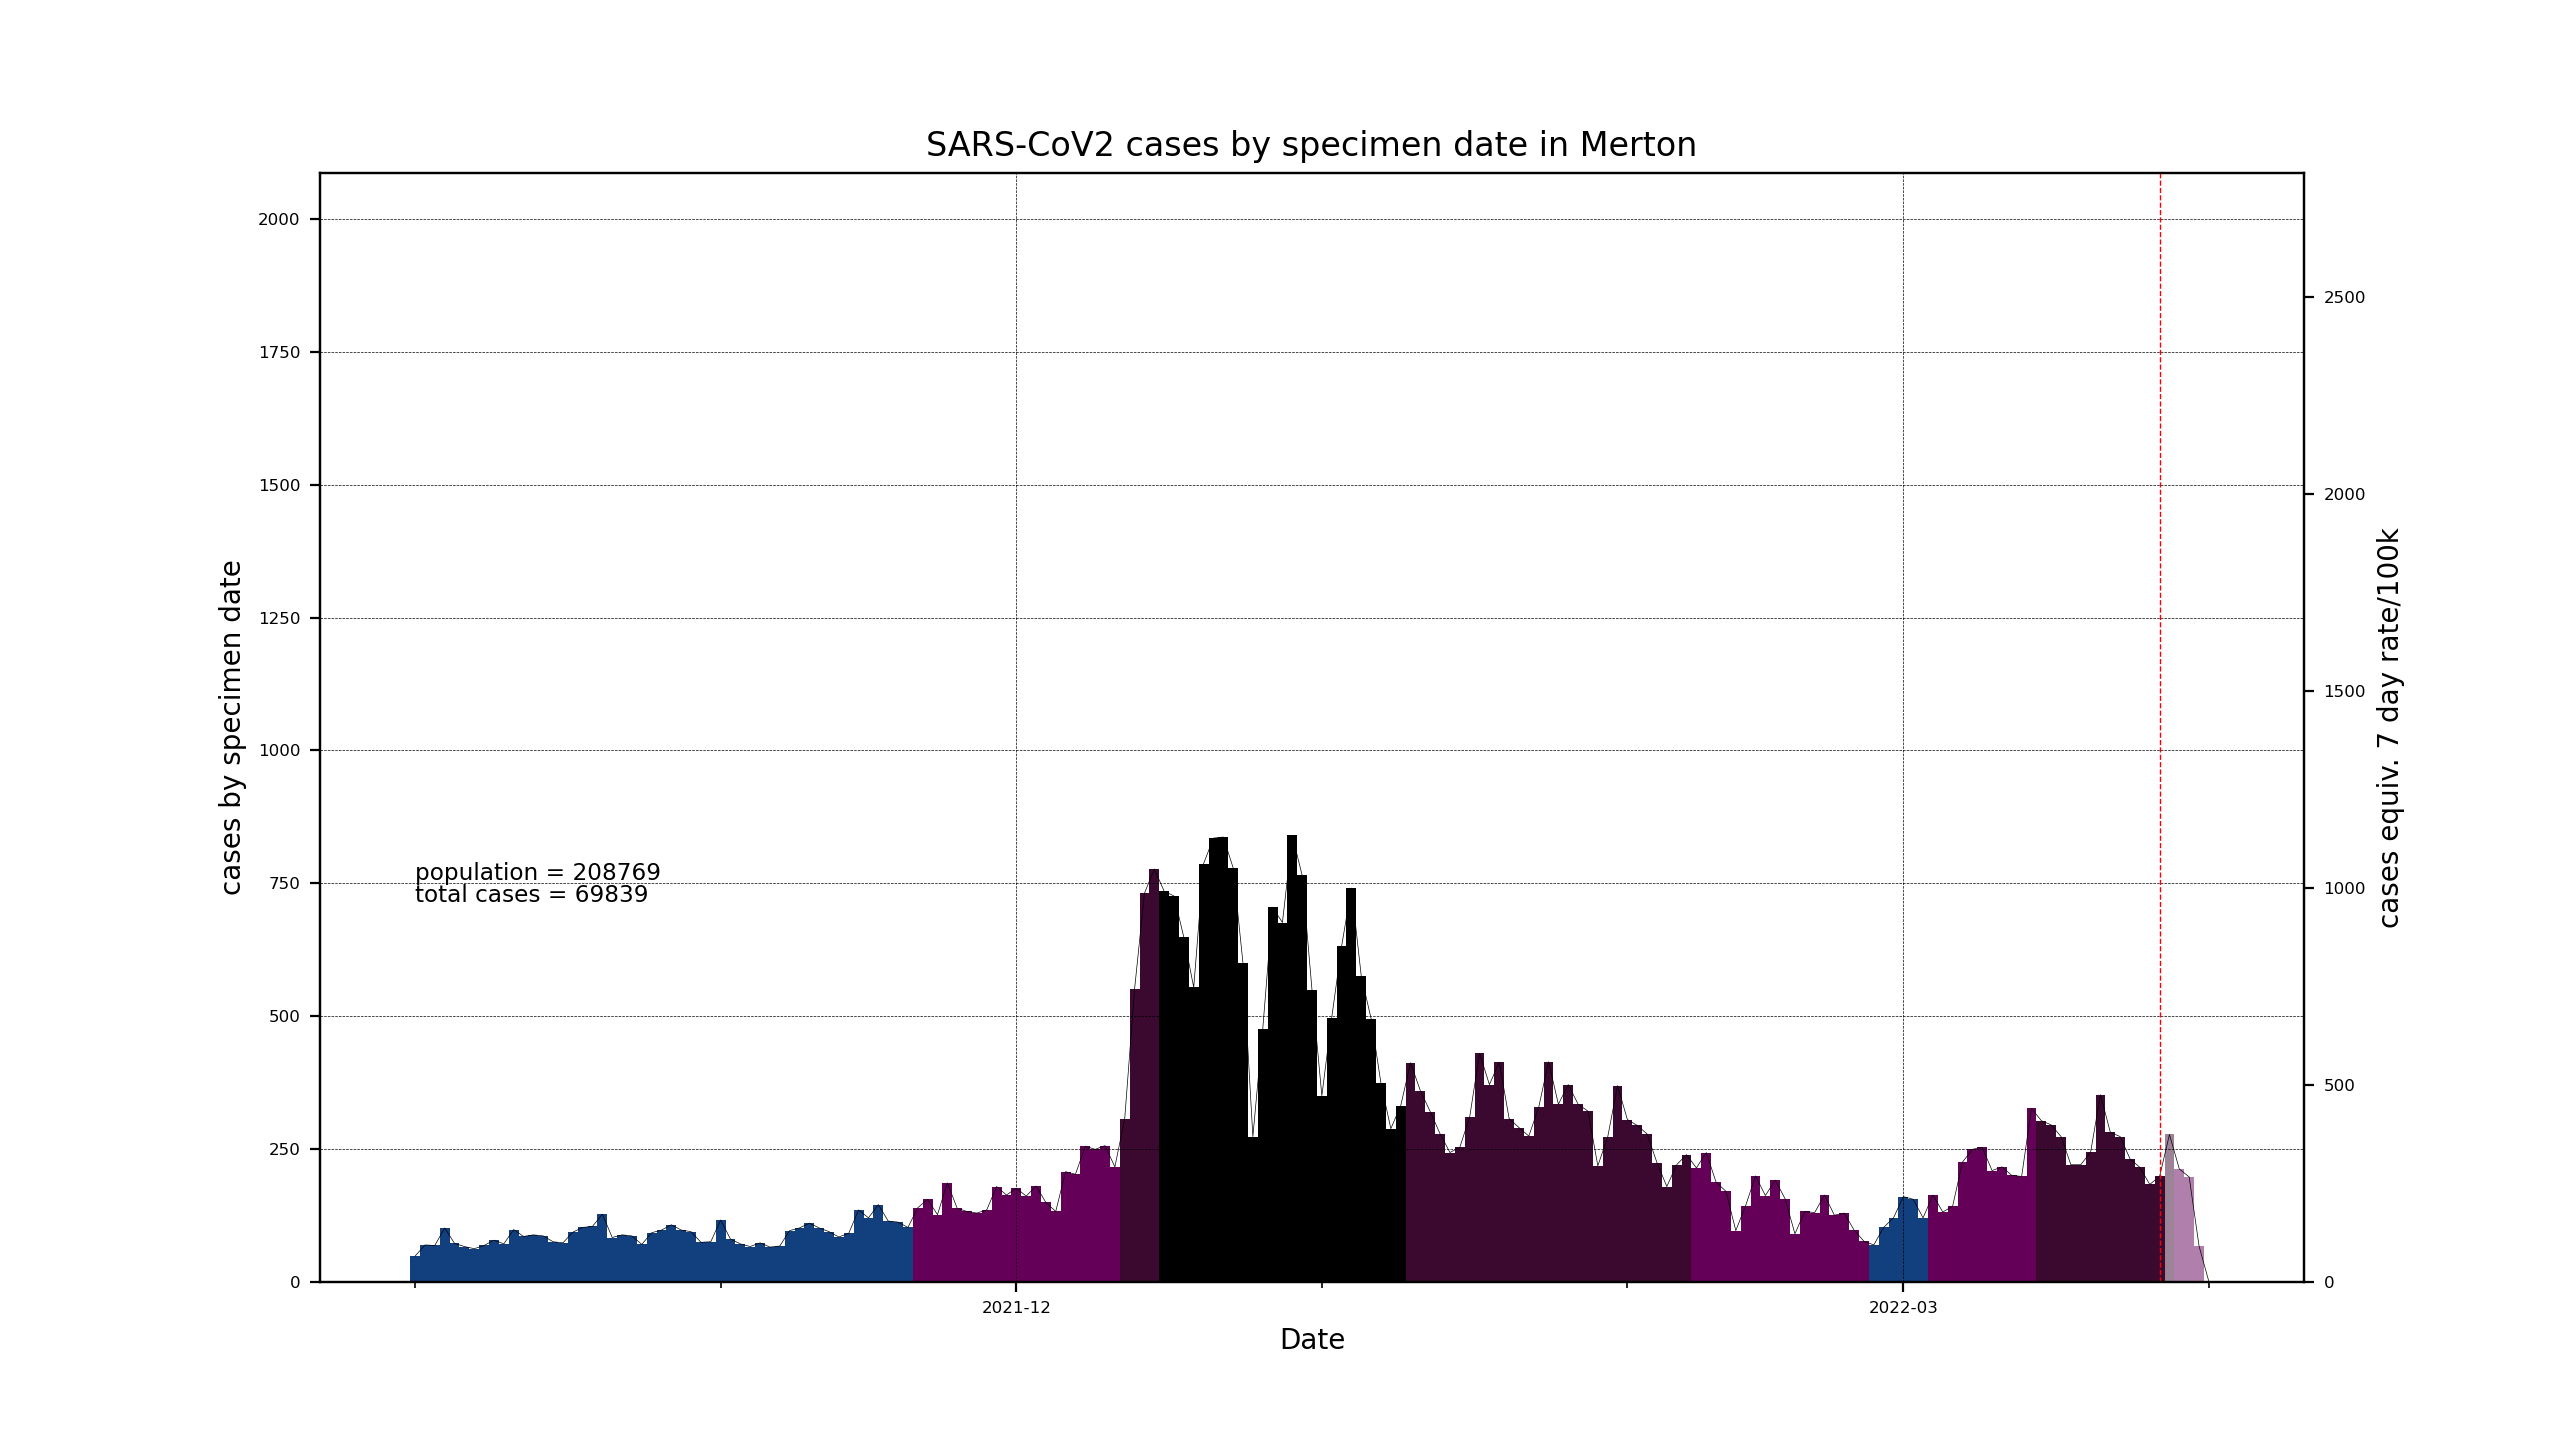 SARS-CoV2 cases by specimen date in Merton
cases by specimen date
2000
1750
1500
1250
1000
750
500
250
0
population = 208769
total cases = 69839
2500
2000
1500
1000
500
0
cases equiv. 7 day rate/100k
2021-12
2022-03
Date